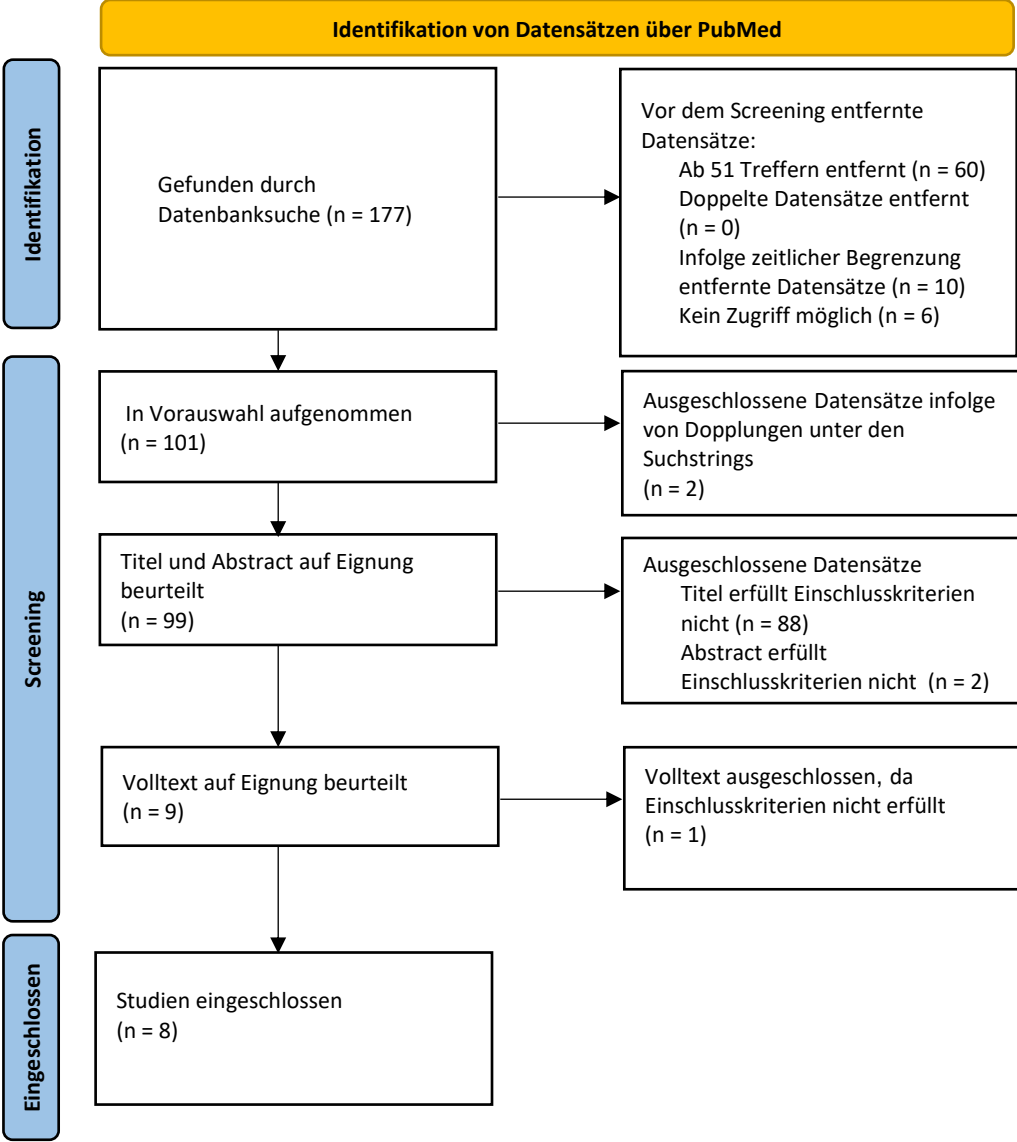 Identifikation von Datensätzen über PubMed
Identifikation
Gefunden durch
Datenbanksuche (n = 177)
Vor dem Screening entfernte
Datensätze:
Ab 51 Treffern entfernt (n = 60)
Doppelte Datensätze entfernt
(n = 0)
Infolge zeitlicher Begrenzung
entfernte Datensätze (n = 10)
Kein Zugriff möglich (n = 6)
Screening
In Vorauswahl aufgenommen
(n = 101)
Ausgeschlossene Datensätze infolge
von Dopplungen unter den
Suchstrings
(n = 2)
Titel und Abstract auf Eignung
beurteilt
(n = 99)
Ausgeschlossene Datensätze
Titel erfüllt Einschlusskriterien
nicht (n = 88)
Abstract erfüllt
Einschlusskriterien nicht (n = 2)
Volltext auf Eignung beurteilt
(n = 9)
Volltext ausgeschlossen, da
Einschlusskriterien nicht erfüllt
(n = 1)
Eingeschlossen
Studien eingeschlossen
(n = 8)